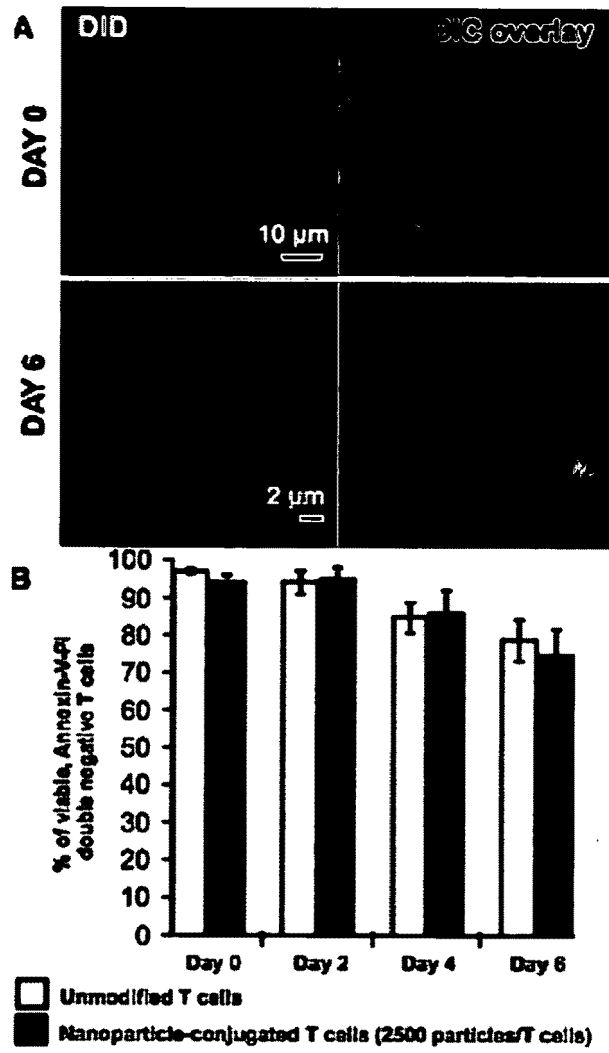 A
DID
DIC overlay
DAY 0
10 µm
DAY 6
2 µm
B
% of viable, Annexin-V-PI
double negative T cells
100
90
80
70
60
50
40
30
20
10
0
Day 0 Day 2 Day 4 Day 6
Unmodified T cells
Nanoparticle-conjugated T cells (2500 particles/T cells)